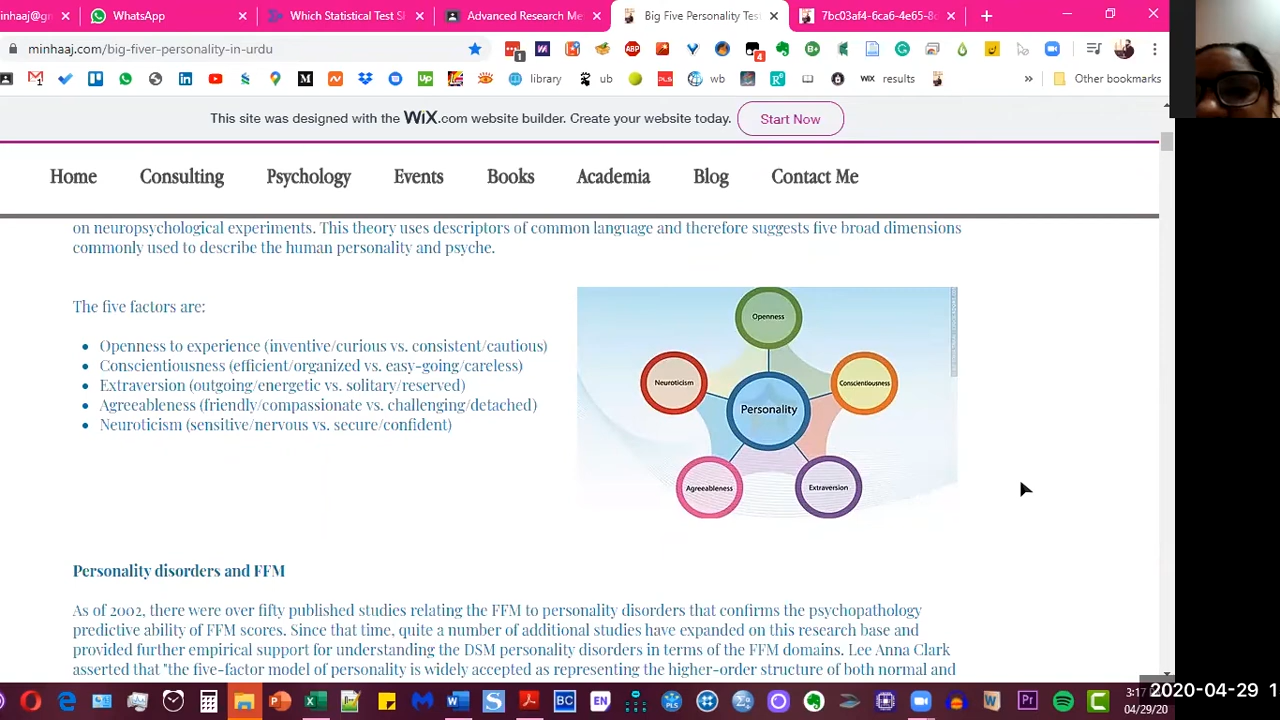 WhatsApp
Which Statistical Test
Advanced Research Me
Big Five Personality Test
7bc03af4-6ca6-4e65-8
minhaaj.com/big-fiver-personality-in-urdu
library
ub
wb
WIX results
Other bookmarks
This site was designed with the WiX.com website builder. Create your website today.
Start Now
Home
Consulting
Psychology
Events
Books
Academia
Blog
Contact Me
on neuropsychological experiments. This theory uses descriptors of common language and therefore suggests five broad dimensions
commonly used to describe the human personality and psyche.
The five factors are:
Openness to experience (inventive/curious vs. consistent/cautious)
Conscientiousness (efficient/organized vs. easy-going/careless)
Extraversion (outgoing/energetic vs. solitary/reserved)
Agreeableness (friendly/compassionate vs. challenging/detached)
Neuroticism (sensitive/nervous vs. secure/confident)
Openness
Neuroticism
Conscientiousness
Personality
Agreeableness
Extraversion
Personality disorders and FFM
As of 2002, there were over fifty published studies relating the FFM to personality disorders that confirms the psychopathology
predictive ability of FFM scores. Since that time, quite a number of additional studies have expanded on this research base and
provided further empirical support for understanding the DSM personality disorders in terms of the FFM domains. Lee Anna Clark
asserted that "the five-factor model of personality is widely accepted as representing the higher-order structure of both normal and
3:17
04/29/20
2020-04-29 1